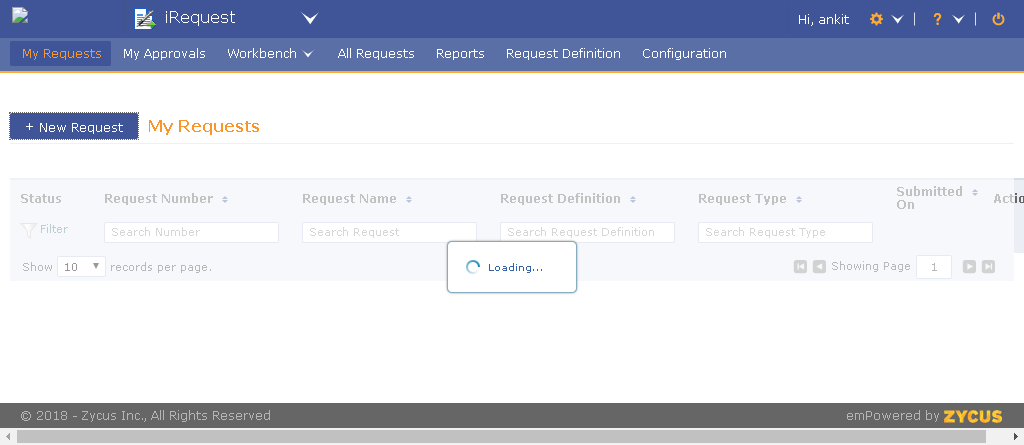 iRequest
Hi, ankit
?
My Requests
My Approvals
Workbench
All Requests
Reports
Request Definition
Configuration
+ New Request
My Requests
Status
Request Number
Request Name
Request Definition
Request Type
Submitted On
Actio
Filter
Search Number
Search Request
Search Request Definition
Search Request Type
Show 10 records per page.
Loading...
Showing Page 1
© 2018 - Zycus Inc., All Rights Reserved
emPowered by ZYCUS